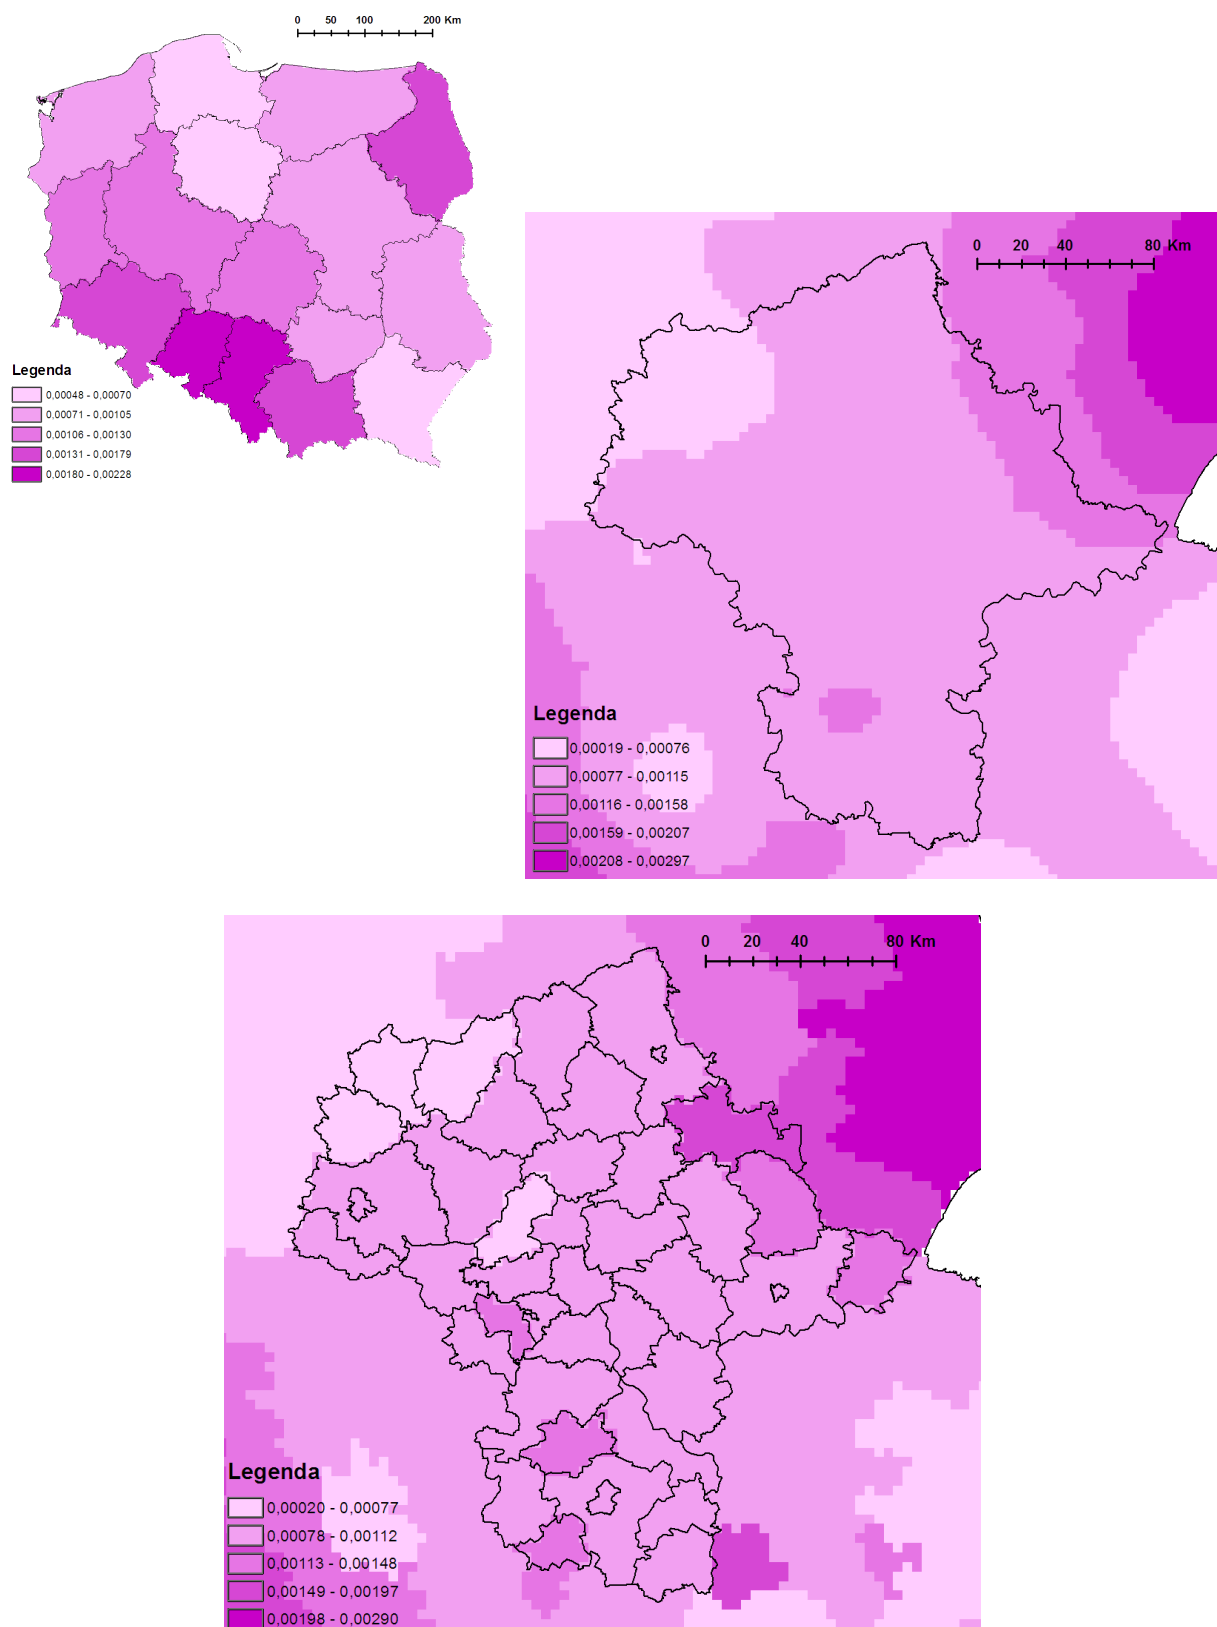 0 50 100 200 Km
Legenda
0,00048 - 0,00070
0,00071 - 0,00105
0,00106 - 0,00130
0,00131 - 0,00179
0,00180 - 0,00228
0 20 40 80 Km
Legenda
0,00019 - 0,00076
0,00077 - 0,00115
0,00116 - 0,00158
0,00159 - 0,00207
0,00208 - 0,00297
0 20 40 80 Km
Legenda
0,00020 - 0,00077
0,00078 - 0,00112
0,00113 - 0,00148
0,00149 - 0,00197
0,00198 - 0,00290